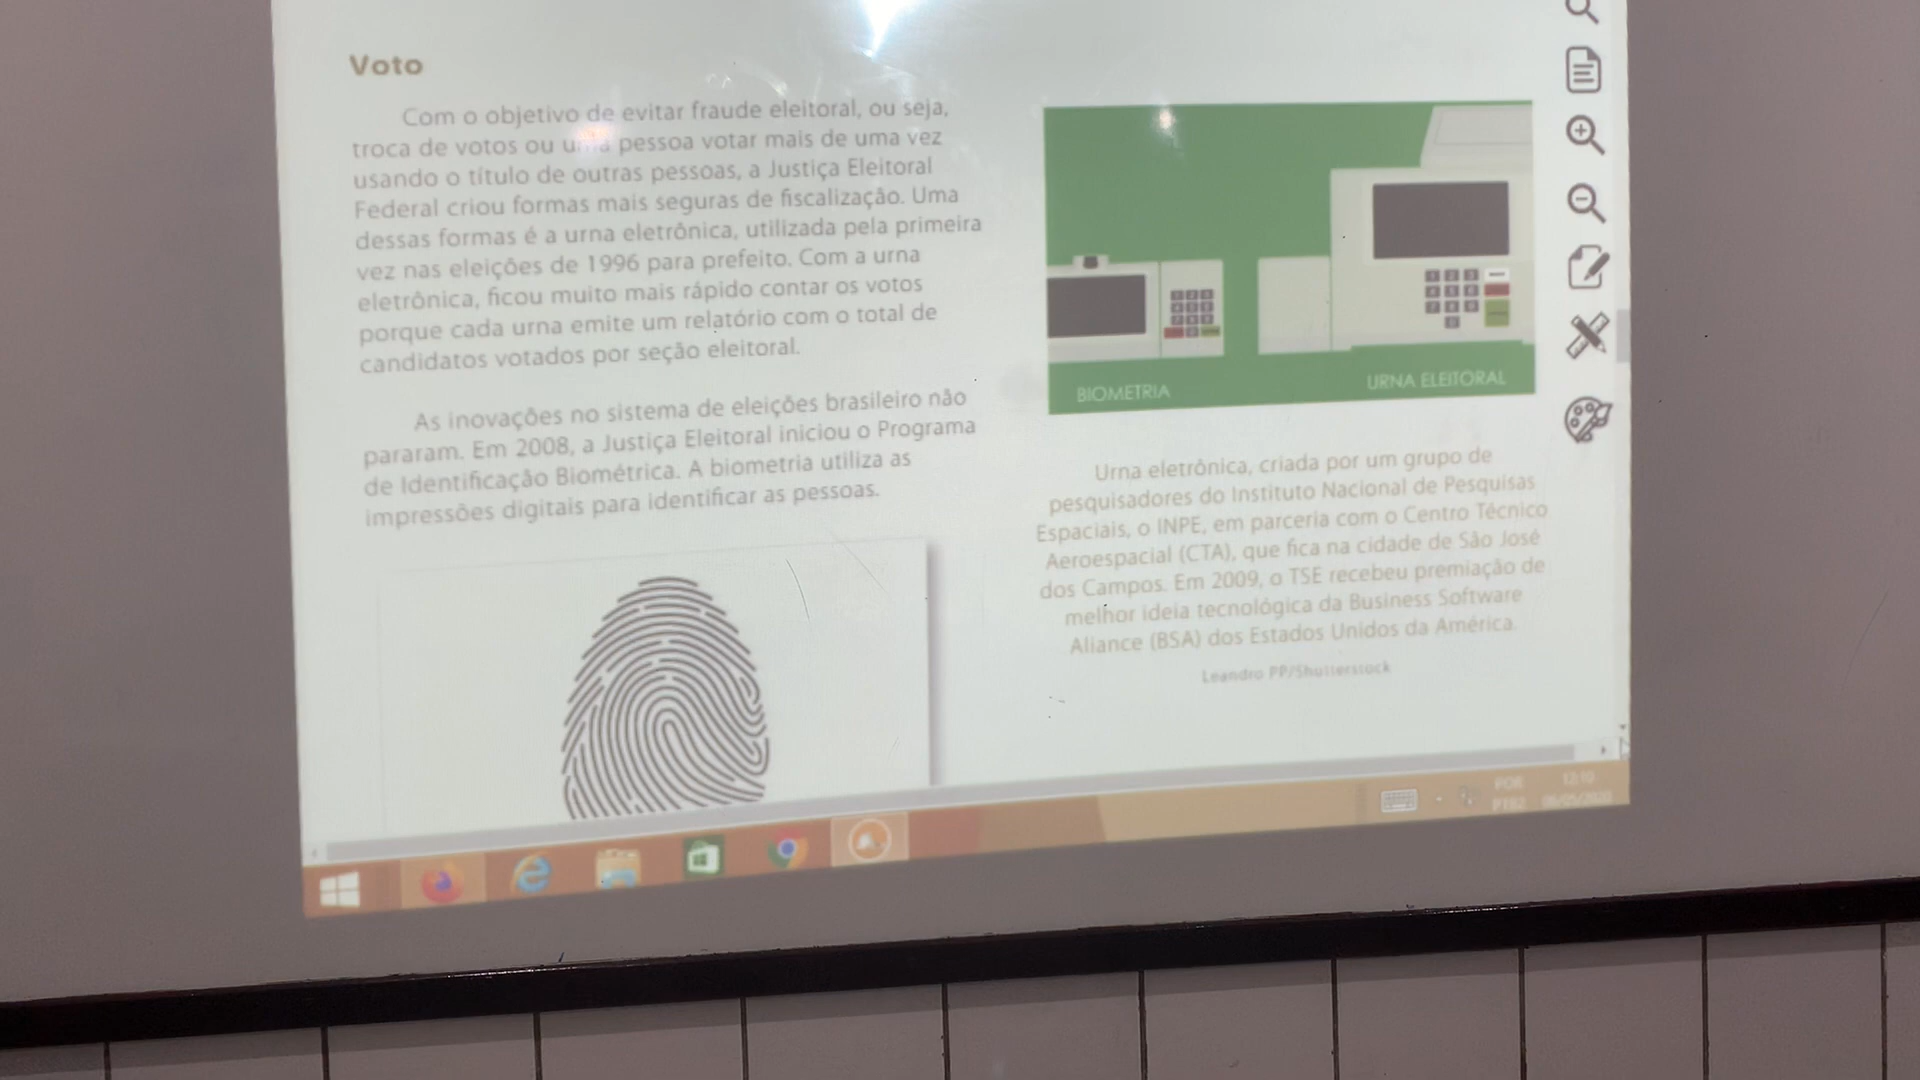 Voto
Com o objetivo de evitar fraude eleitoral, ou seja,
troca de votos ou uma pessoa votar mais de uma vez
usando o título de outras pessoas, a Justiça Eleitoral
Federal criou formas mais seguras de fiscalização. Uma
dessas formas é a urna eletrônica, utilizada pela primeira
vez nas eleições de 1996 para prefeito. Com a urna
eletrônica, ficou muito mais rápido contar os votos
porque cada urna emite um relatório com o total de
candidatos votados por seção eleitoral.
As inovações no sistema de eleições brasileiro não
pararam. Em 2008, a Justiça Eleitoral iniciou o Programa
de Identificação Biométrica. A biometria utiliza as
impressões digitais para identificar as pessoas.
BIOMETRIA
URNA ELEITORAL
Urna eletrônica, criada por um grupo de
pesquisadores do Instituto Nacional de Pesquisas
Espaciais, o INPE, em parceria com o Centro Técnico
Aeroespacial (CTA), que fica na cidade de São José
dos Campos. Em 2009, o TSE recebeu premiação de
melhor ideia tecnológica da Business Software
Aliance (BSA) dos Estados Unidos da América.
Leandro PP/Shutterstock
POR
PTB2
12:10